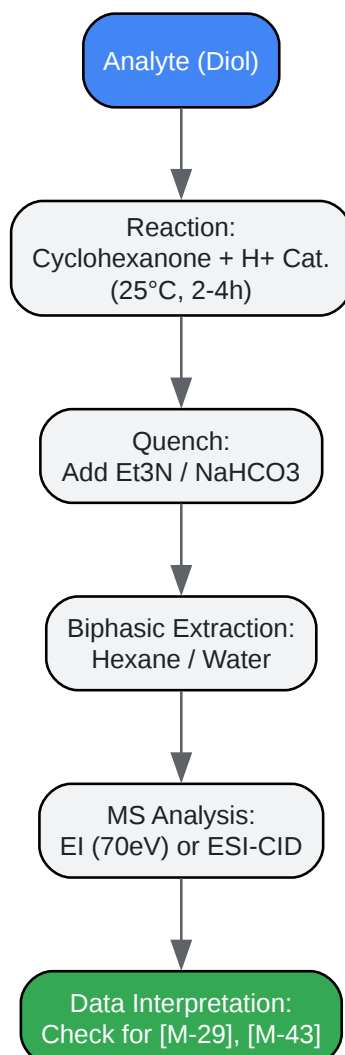 Analyte (Diol)
Reaction:
Cyclohexanone + H+ Cat.
(25°C, 2-4h)
Quench:
Add Et3N / NaHCO3
Biphasic Extraction:
Hexane / Water
MS Analysis:
EI (70eV) or ESI-CID
Data Interpretation:
Check for [M-29], [M-43]